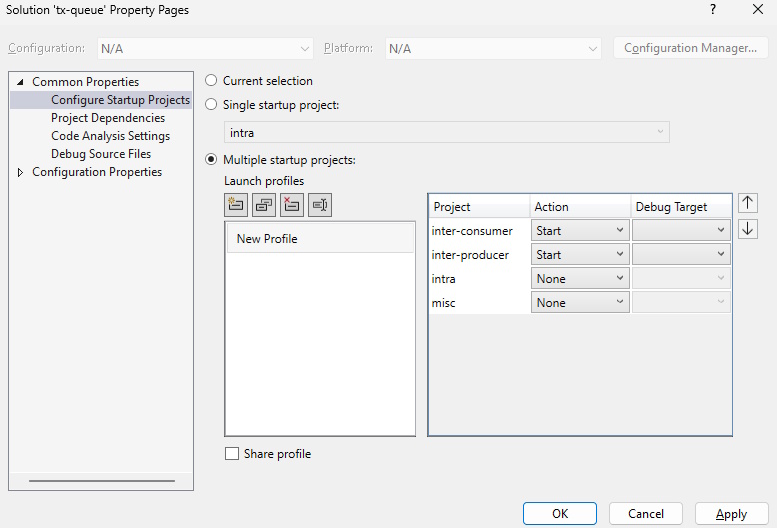 Solution 'tx-queue' Property Pages
?
Configuration: N/A Platform: N/A Configuration Manager...
Common Properties
Configure Startup Projects
Project Dependencies
Code Analysis Settings
Debug Source Files
Configuration Properties
Current selection
Single startup project:
intra
Multiple startup projects:
Launch profiles
New Profile
Project Action Debug Target
inter-consumer Start
inter-producer Start
intra None
misc None
Share profile
OK Cancel Apply